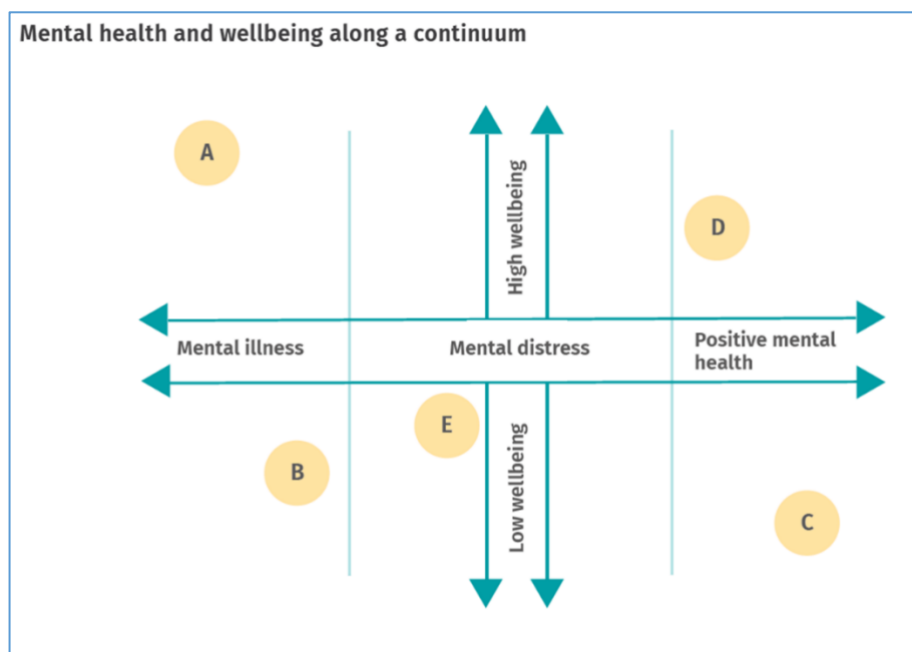 Mental health and wellbeing along a continuum
A
High wellbeing
D
Mental illness
Mental distress
Positive mental
health
E
Low wellbeing
B
C